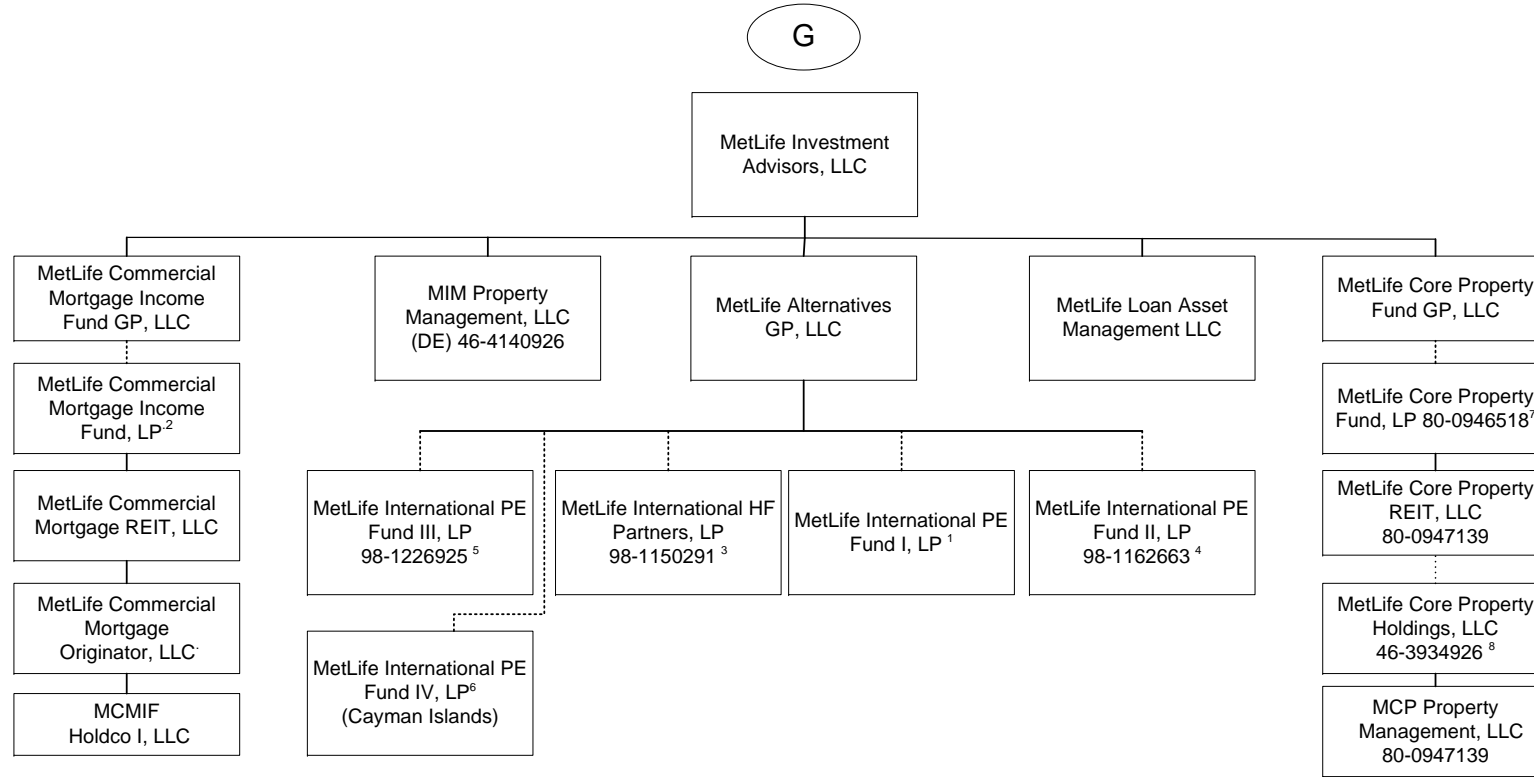 G
MetLife Investment
Advisors, LLC
MetLife Commercial
Mortgage Income
Fund GP, LLC
MIM Property
Management, LLC
(DE) 46-4140926
MetLife Alternatives
GP, LLC
MetLife Loan Asset
Management LLC
MetLife Core Property
Fund GP, LLC
MetLife Commercial
Mortgage Income
Fund, LP.2
MetLife Core Property
Fund, LP 80-0946518 7
MetLife Commercial
Mortgage REIT, LLC
MetLife International PE
Fund III, LP
98-1226925 5
MetLife International HF
Partners, LP
98-1150291 3
MetLife International PE
Fund I, LP 1
MetLife International PE
Fund II, LP
98-1162663 4
MetLife Core Property
REIT, LLC
80-0947139
MetLife Commercial
Mortgage
Originator, LLC.
MetLife International PE
Fund IV, LP6
(Cayman Islands)
MetLife Core Property
Holdings, LLC
46-3934926 8
MCMIF
Holdco I, LLC
MCP Property
Management, LLC
80-0947139